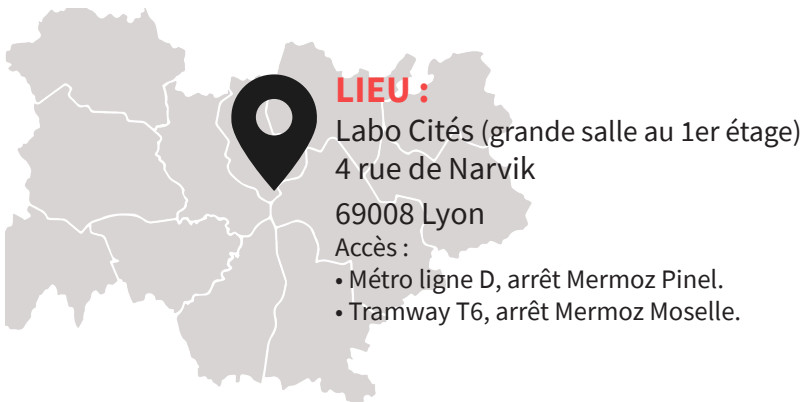 LIEU :
Labo Cités (grande salle au 1er étage)
4 rue de Narvik
69008 Lyon
Accès :
• Métro ligne D, arrêt Mermoz Pinel.
• Tramway T6, arrêt Mermoz Moselle.